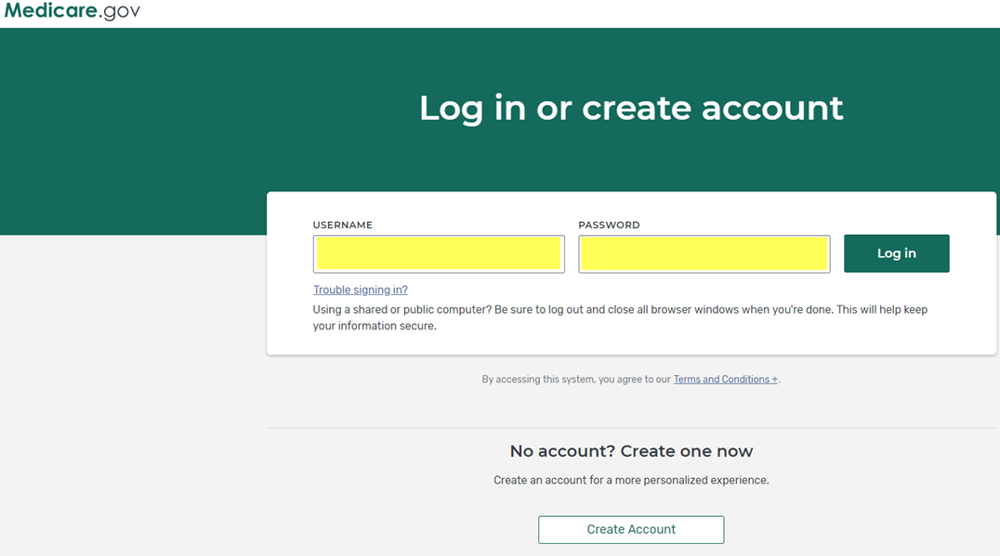 Medicare.gov
Log in or create account
USERNAME
PASSWORD
Log in
Trouble signing in?
Using a shared or public computer? Be sure to log out and close all browser windows when you're done. This will help keep
your information secure.
By accessing this system, you agree to our Terms and Conditions +.
No account? Create one now
Create an account for a more personalized experience.
Create Account